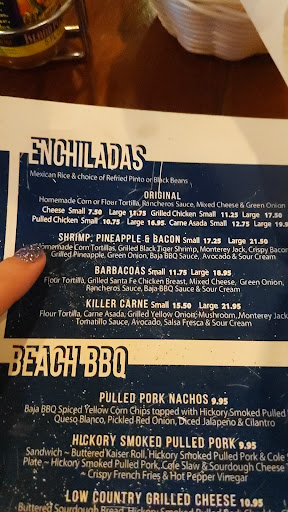 ENCHILADAS
Mexican Rice & choice of Refried Pinto or Black Beans
ORIGINAL
Homemade Corn or Flour Tortilla, Rancheros Sauce, Mixed Cheese & Green Onion
Cheese Small 7.50 Large 11.75 Grilled Chicken Small 11.25 Large 17.50
Pulled Chicken Small 10.75 Large 16.95 Carne Asada Small 12.75 Large 19.
SHRIMP, PINEAPPLE & BACON Small 17.25 Large 21.50
Homemade Corn Tortillas, Grilled Black Tiger Shrimp, Monterey Jack, Crispy Bacon
Grilled Pineapple, Green Onion, Baja BBQ Sauce, Avocado & Sour Cream
BARBACOAS Small 11.75 Large 18.95
Flour Tortilla, Grilled Santa Fe Chicken Breast, Mixed Cheese, Green Onion,
Rancheros Sauce, Baja BBQ Sauce & Sour Cream
KILLER CARNE Small 15.50 Large 21.95
Flour Tortilla, Carne Asada, Grilled Yellow Onion, Mushroom, Monterey Jack
Tomatillo Sauce, Avocado, Salsa Fresca & Sour Cream
BEACH BBQ
PULLED PORK NACHOS 9.95
Baja BBQ Spiced Yellow Corn Chips topped with Hickory Smoked Pulled
Queso Blanco, Pickled Red Onion, Diced Jalapeño & Cilantro
HICKORY SMOKED PULLED PORK 9.95
Sandwich ~ Buttered Kaiser Roll, Hickory Smoked Pulled Pork & Cole
Plate ~ Hickory Smoked Pulled Pork, Cole Slaw & Sourdough Cheese
~ Crispy French Fries & Hot Pepper Vinegar
LOW COUNTRY GRILLED CHEESE 10.95
Buttered Sourdough Bread, Hickory Smoked Pulled Pork